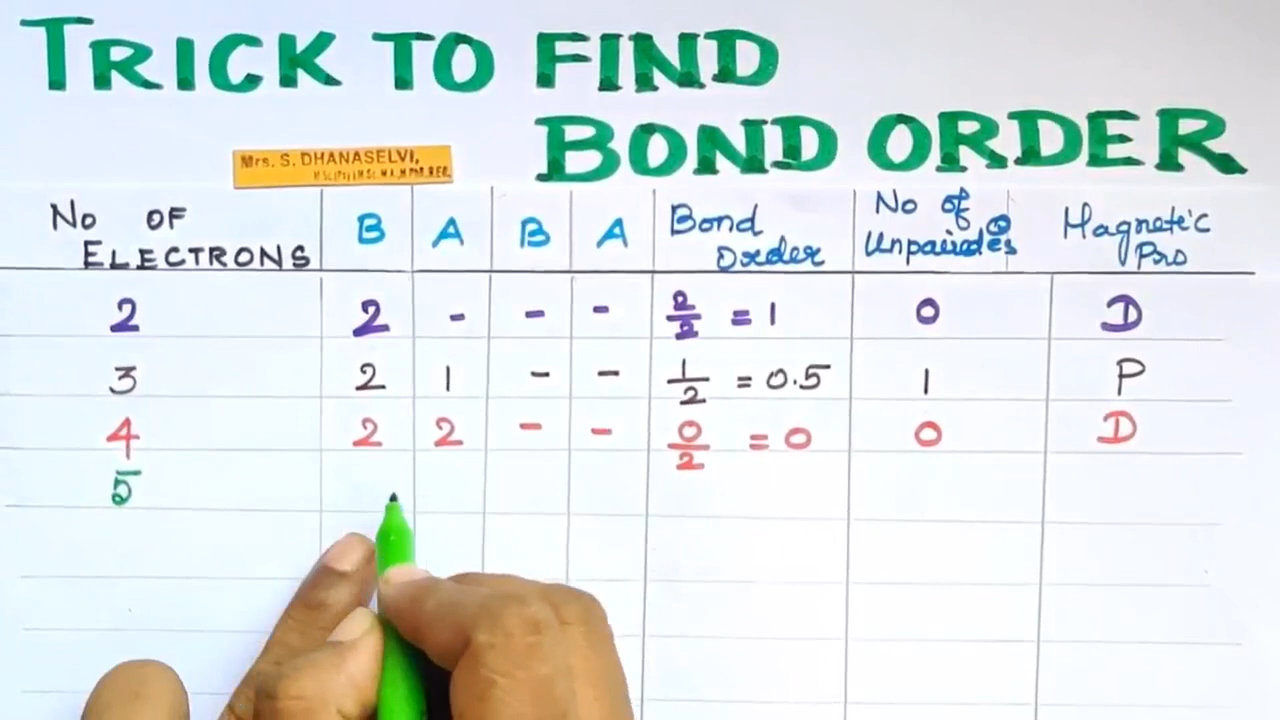 TRICK TO FIND
BOND ORDER
Mrs. S. DHANASELVI,
No OF ELECTRONS B A B A Bond Order No of Unpaired es Magnetic Pro
2 2 - - - 2/2 = 1 0 D
3 2 1 - - 1/2 = 0.5 1 P
4 2 2 - - 0/2 = 0 0 D
5